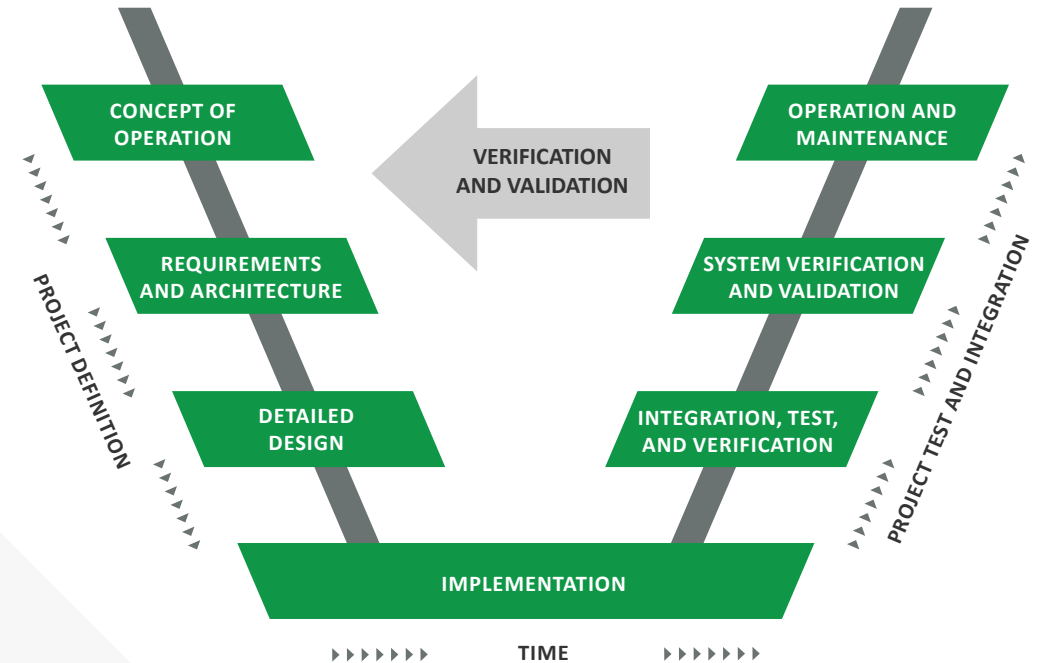 CONCEPT OF
OPERATION
REQUIREMENTS
AND ARCHITECTURE
DETAILED
DESIGN
PROJECT DEFINITION
VERIFICATION
AND VALIDATION
OPERATION AND
MAINTENANCE
SYSTEM VERIFICATION
AND VALIDATION
INTEGRATION, TEST,
AND VERIFICATION
PROJECT TEST AND INTEGRATION
IMPLEMENTATION
TIME